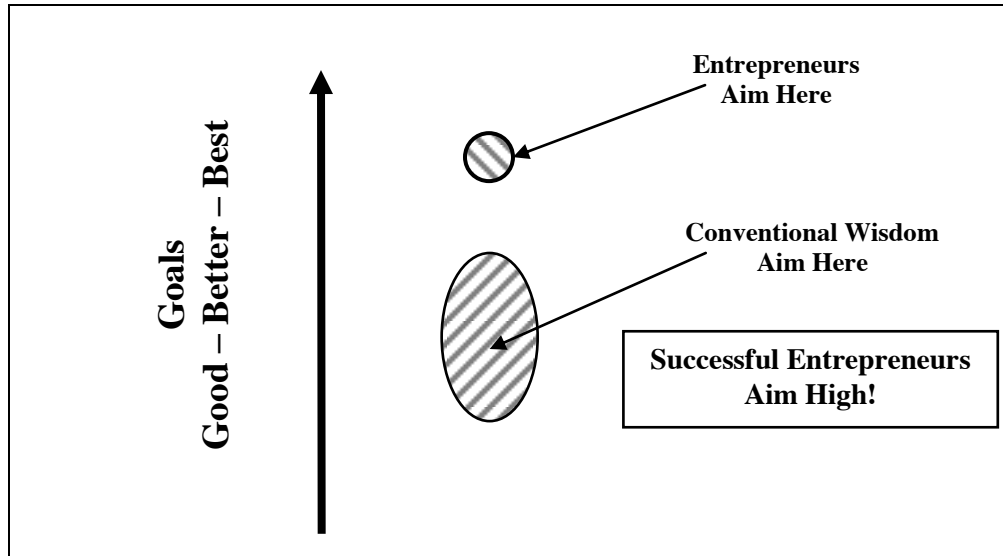 Entrepreneurs
Aim Here
Goals
Good – Better – Best
Conventional Wisdom
Aim Here
Successful Entrepreneurs
Aim High!